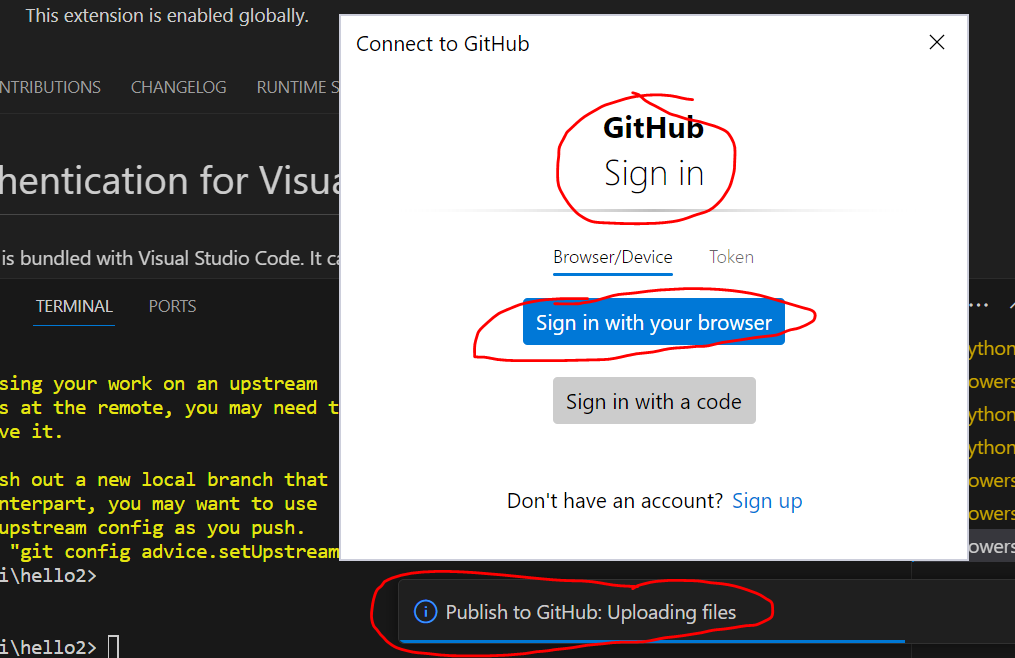 This extension is enabled globally.
Connect to GitHub
NTRIBUTIONS CHANGELOG RUNTIME S
GitHub
Sign in
hentication for Visua
is bundled with Visual Studio Code. It ca
Browser/Device Token
TERMINAL PORTS
Sign in with your browser
Sign in with a code
sing your work on an upstream
s at the remote, you may need t
ve it.
sh out a new local branch that
nterpart, you may want to use
upstream config as you push.
"git config advice.setUpstream
Don't have an account? Sign up
ython
owers
ython
ython
owers
owers
owers
i\hello2>
Publish to GitHub: Uploading files
i\hello2>